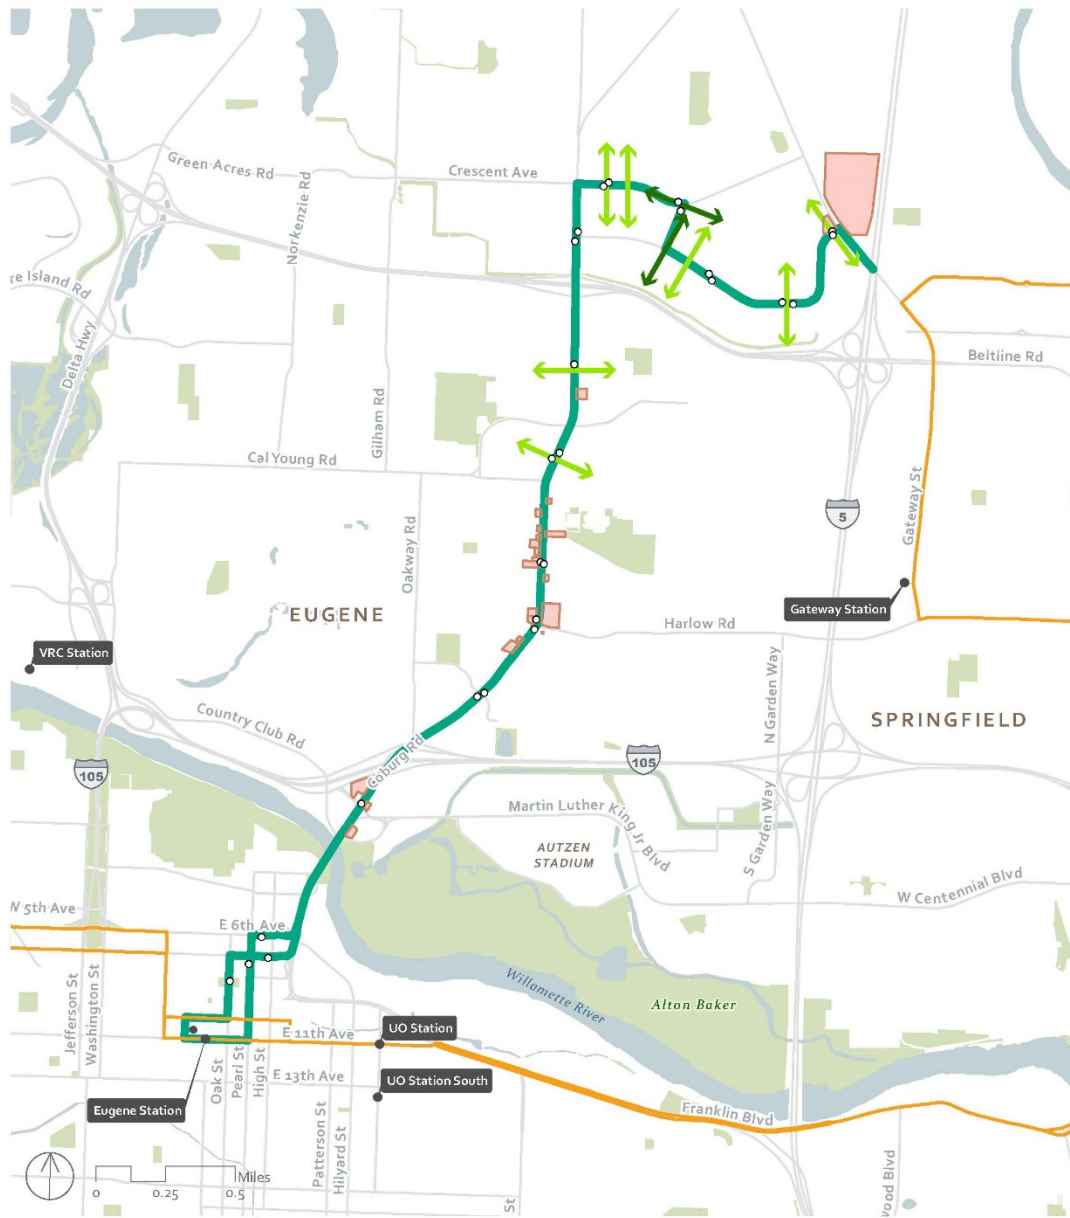 Green Acres Rd
Crescent Ave
Norkenzie Rd
re Island Rd
Delta Hwy
Beltline Rd
Gilham Rd
Cal Young Rd
Gateway St
5
Oakway Rd
EUGENE
Gateway Station
Harlow Rd
VRC Station
N Garden Way
Country Club Rd
SPRINGFIELD
Coburg Rd
105
105
Martin Luther King Jr Blvd
S Garden Way
AUTZEN
STADIUM
W Centennial Blvd
W 5th Ave
E 6th Ave
Willamette River
Alton Baker
Jefferson St
Washington St
UO Station
E 11th Ave
Oak St
Pearl St
High St
E 13th Ave
UO Station South
Eugene Station
Franklin Blvd
Patterson St
Hilyard St
wood Blvd
St
Miles
0
0.25
0.5